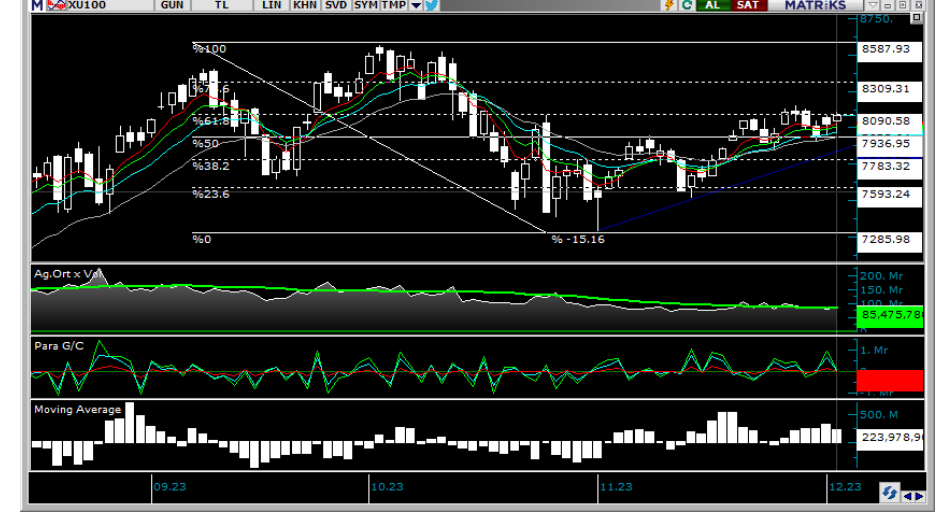 M XU100 GUN TL LIN KHN SVD SYM TMP AL SAT MATRiKS
8750.
%100
8587.93
8309.31
%61.8
8090.58
%50
7936.95
%38.2
7783.32
%23.6
7593.24
%0
% -15.16
7285.98
Ag.Ort x Vol
200. Mr
150. Mr
100. Mr
85,475,78
Para G/C
1. Mr
-1. Mr
Moving Average
500. M
223,978,9
09.23 10.23 11.23 12.23